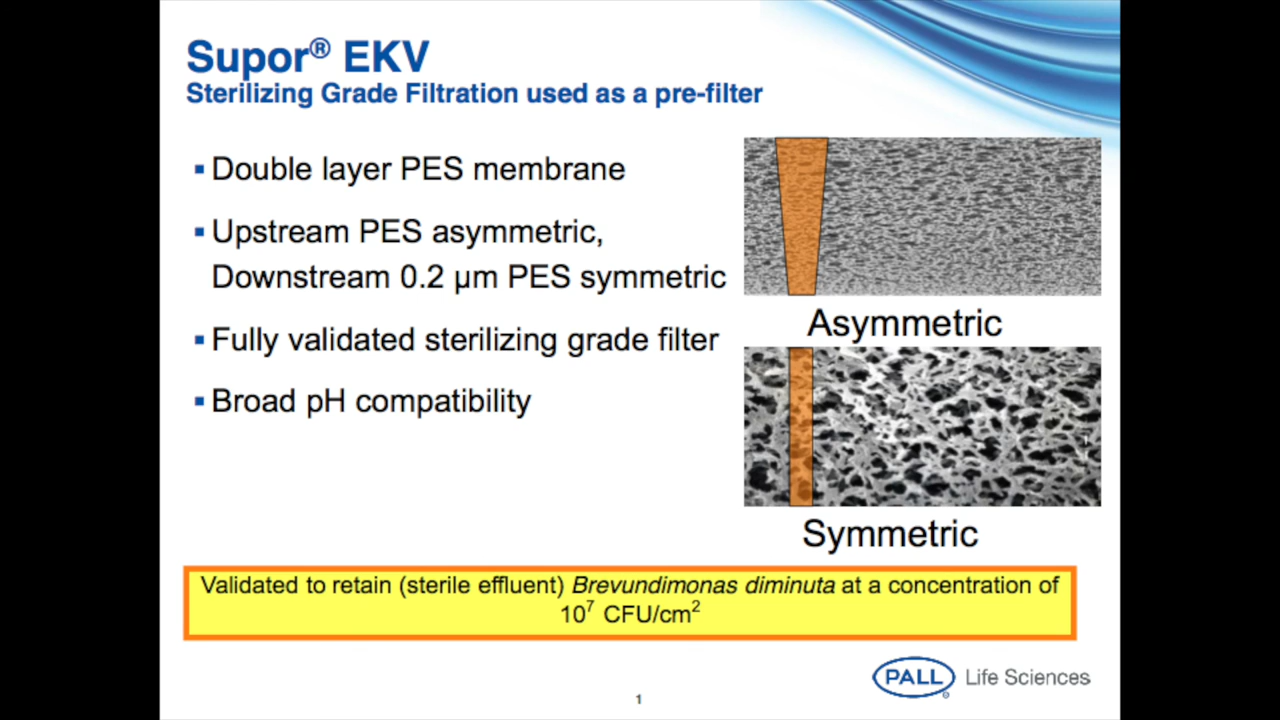 Supor® EKV
Sterilizing Grade Filtration used as a pre-filter
▪ Double layer PES membrane
▪ Upstream PES asymmetric,
Downstream 0.2 µm PES symmetric
▪ Fully validated sterilizing grade filter
▪ Broad pH compatibility
Asymmetric
Symmetric
Validated to retain (sterile effluent) Brevundimonas diminuta at a concentration of
10⁷ CFU/cm²
PALL® Life Sciences
1